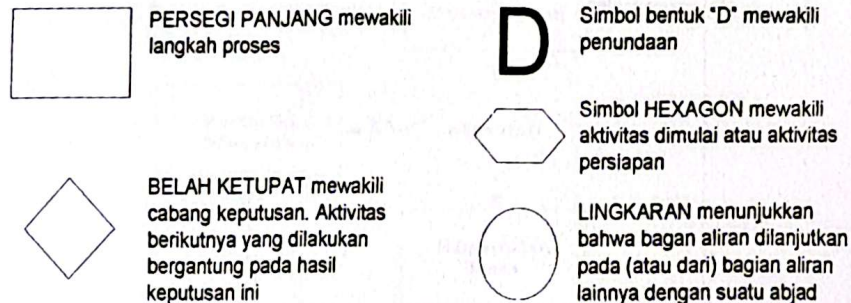 PERSEGI PANJANG mewakili
langkah proses
BELAH KETUPAT mewakili
cabang keputusan. Aktivitas
berikutnya yang dilakukan
bergantung pada hasil
keputusan ini
D
Simbol bentuk "D" mewakili
penundaan
Simbol HEXAGON mewakili
aktivitas dimulai atau aktivitas
persiapan
LINGKARAN menunjukkan
bahwa bagan aliran dilanjutkan
pada (atau dari) bagian aliran
lainnya dengan suatu abjad